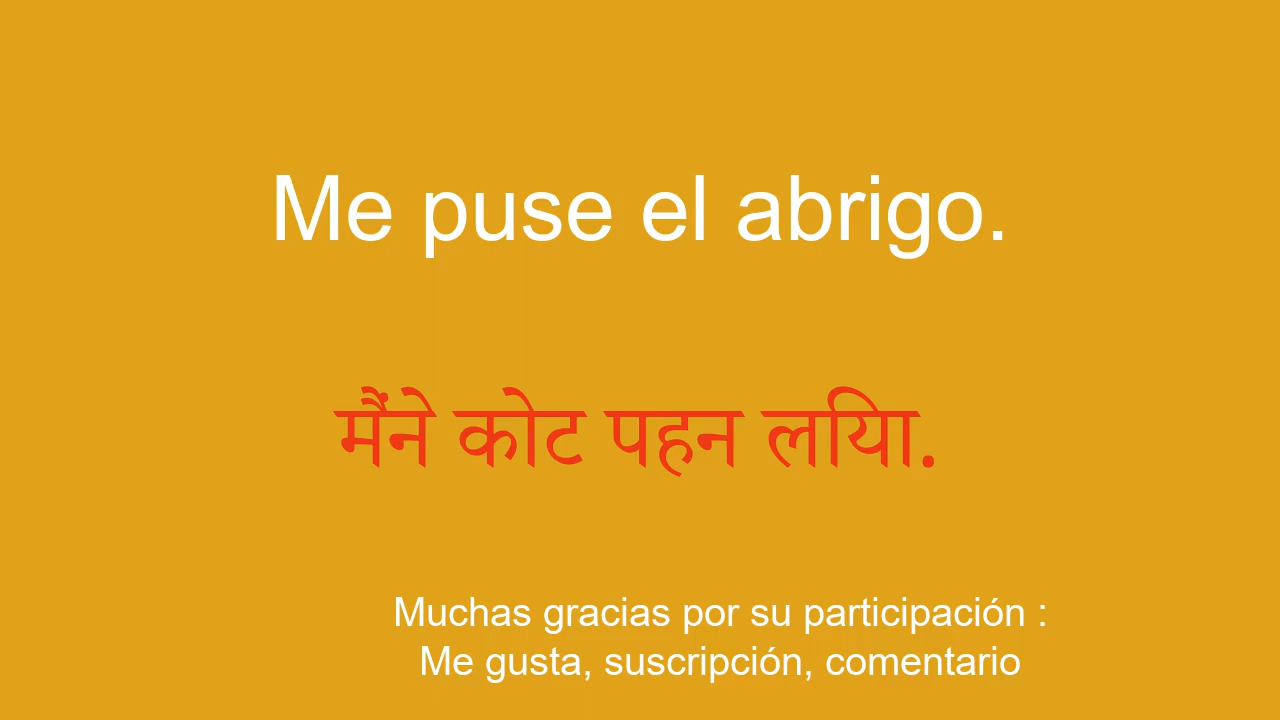 Me puse el abrigo.
मैंने कोट पहन लिया.
Muchas gracias por su participación :
Me gusta, suscripción, comentario